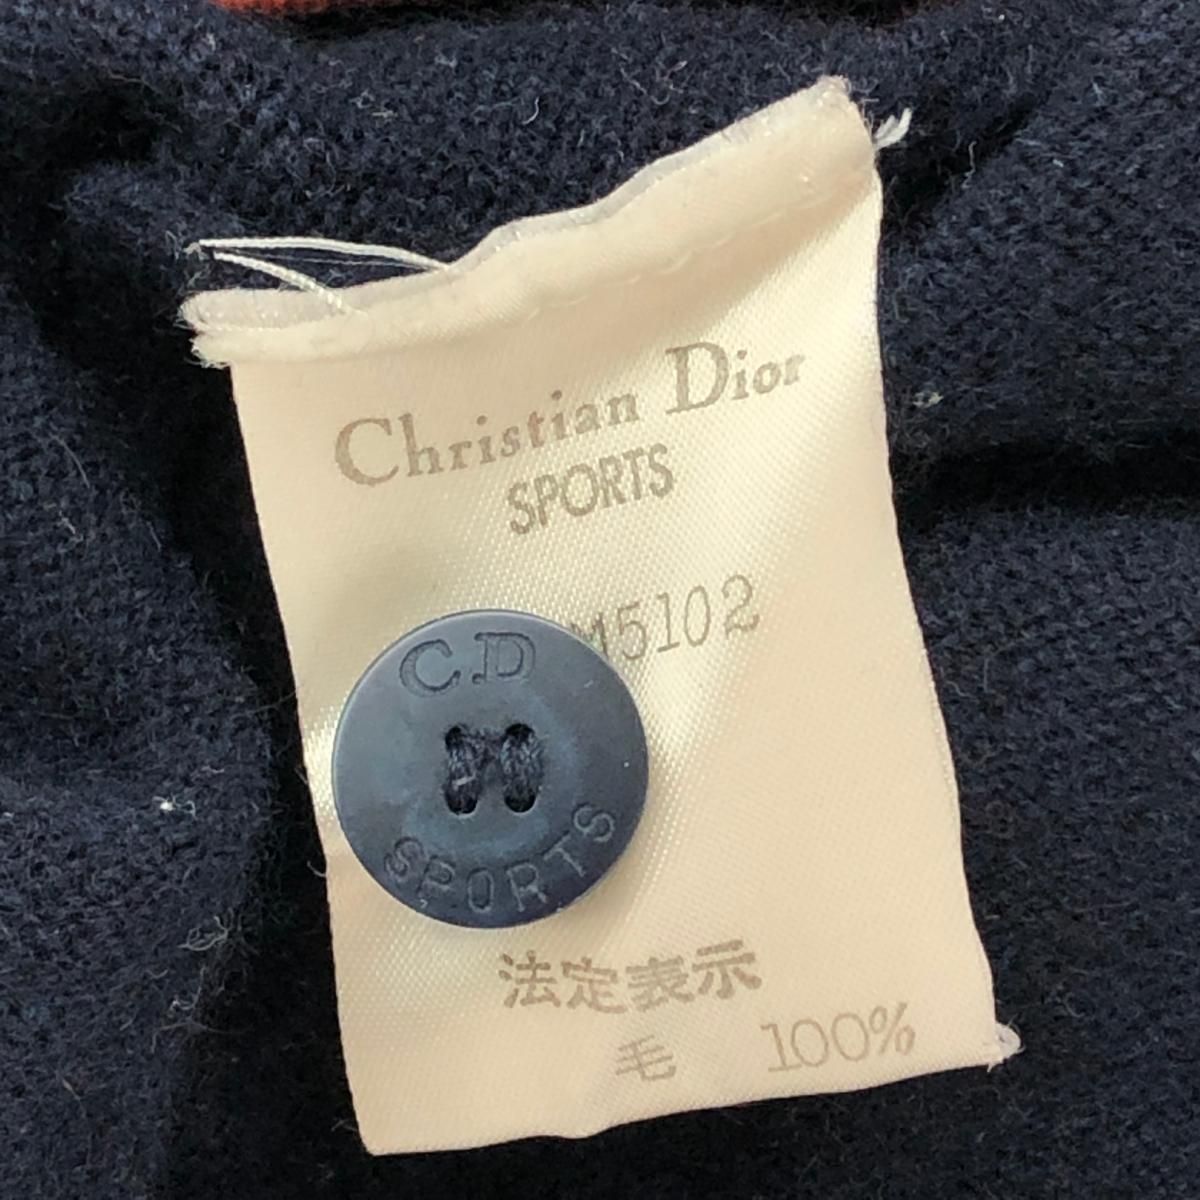 Christian Dior
SPORTS
M5102
C.D
SPORTS
法定表示
毛 100%